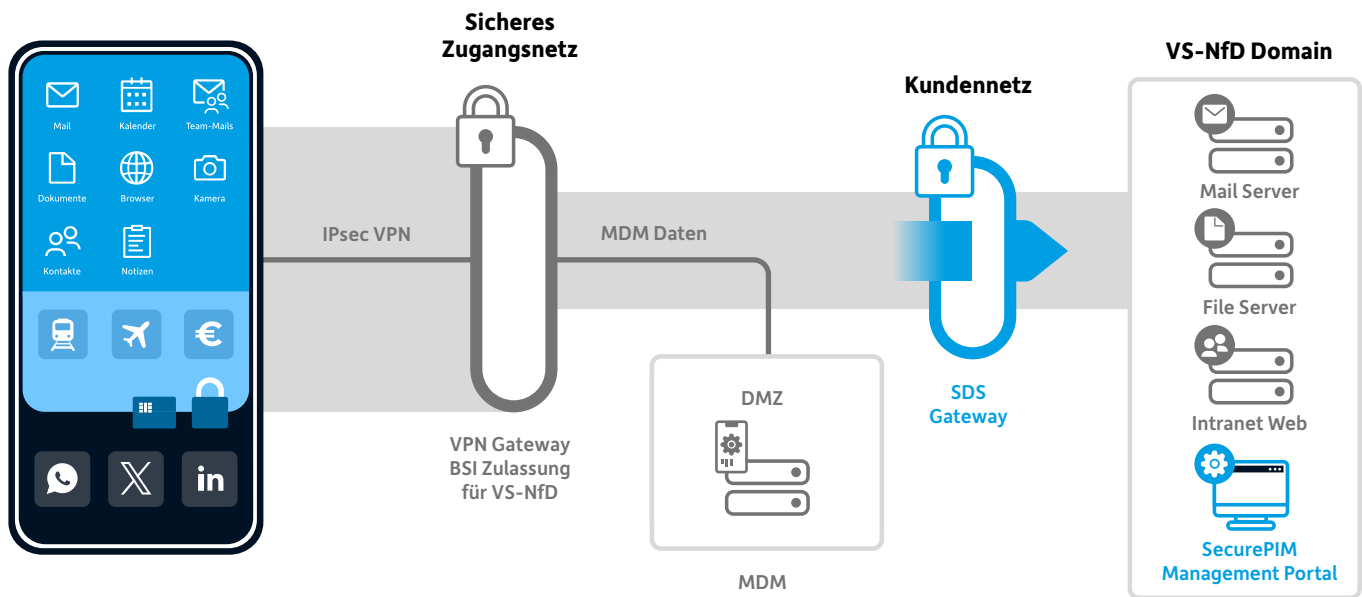 Sicheres
Zugangsnetz
VS-NfD Domain
Kundennetz
Mail
Kalender
Team-Mails
Dokumente
Browser
Kamera
Kontakte
Notizen
€
X
in
IPsec VPN
MDM Daten
VPN Gateway
BSI Zulassung
für VS-NfD
DMZ
MDM
SDS
Gateway
Mail Server
File Server
Intranet Web
SecurePIM
Management Portal